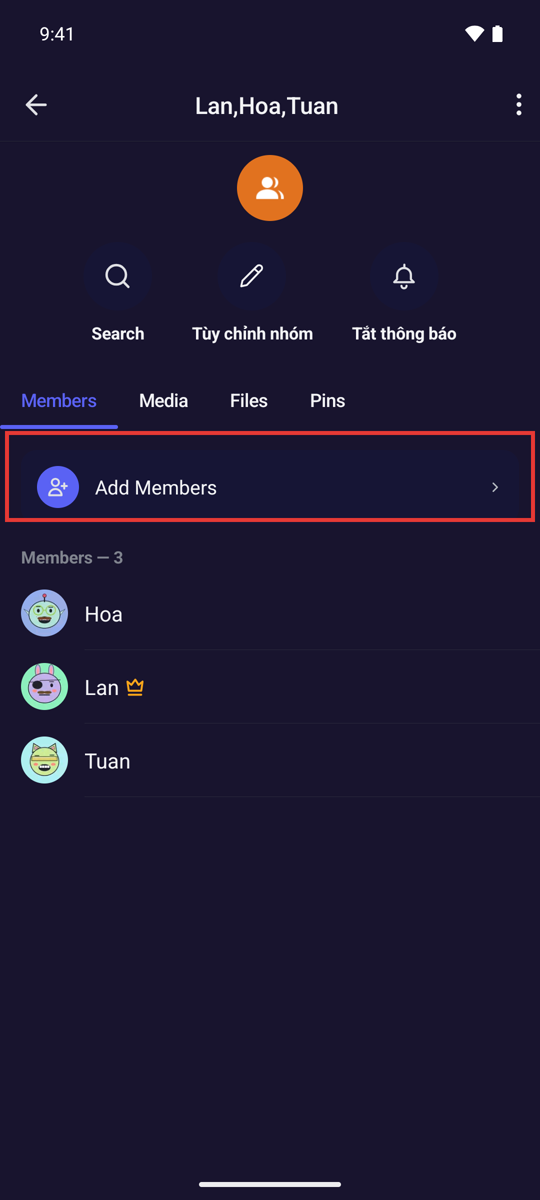 9:41
Lan,Hoa,Tuan
Search
Tùy chỉnh nhóm
Tắt thông báo
Members
Media
Files
Pins
Add Members
Members — 3
Hoa
Lan
Tuan